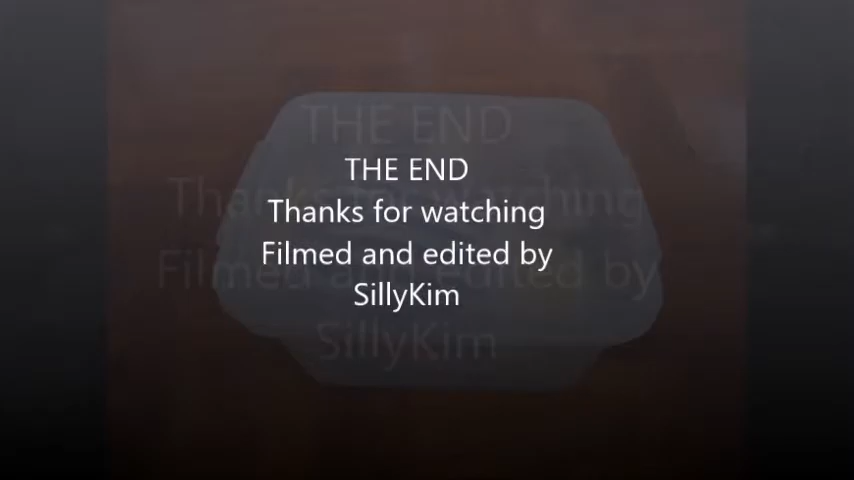 THE END
Thanks for watching
Filmed and edited by
SillyKim